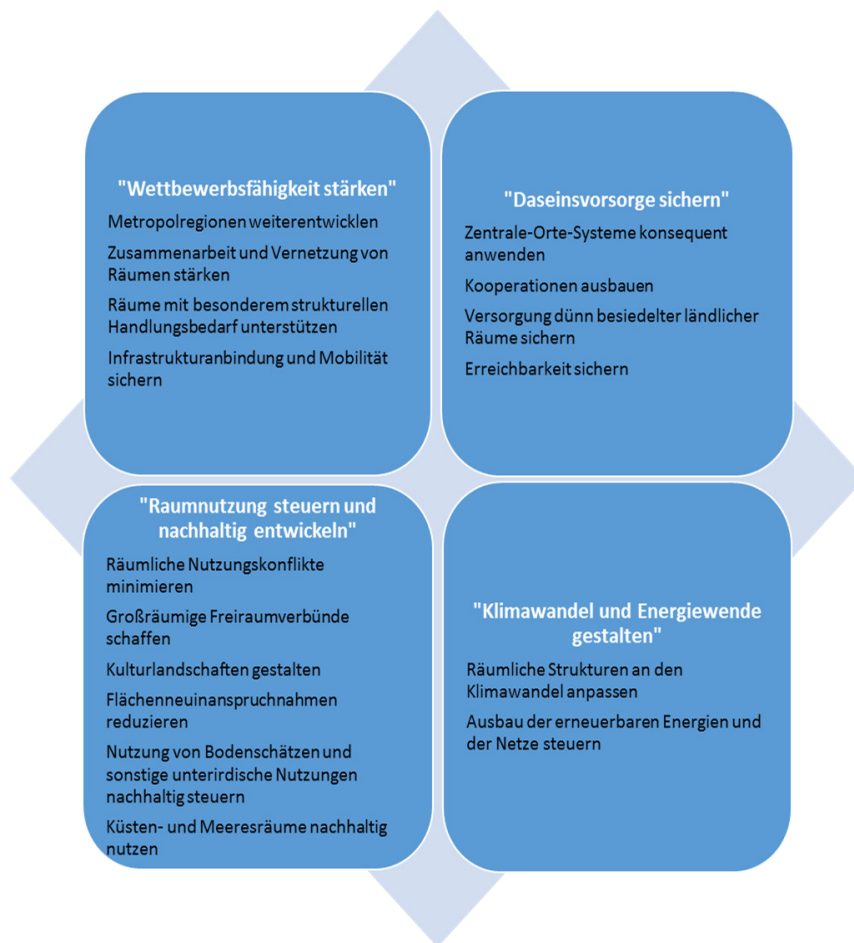 "Wettbewerbsfähigkeit stärken"
Metropolregionen weiterentwicklen
Zusammenarbeit und Vernetzung von
Räumen stärken
Räume mit besonderem strukturellen
Handlungsbedarf unterstützen
Infrastrukturanbindung und Mobilität
sichern
"Daseinsvorsorge sichern"
Zentrale-Orte-Systeme konsequent
anwenden
Kooperationen ausbauen
Versorgung dünn besiedelter ländlicher
Räume sichern
Erreichbarkeit sichern
"Raumnutzung steuern und
nachhaltig entwickeln"
Räumliche Nutzungskonflikte
minimieren
Großräumige Freiraumverbünde
schaffen
Kulturlandschaften gestalten
Flächenneuinanspruchnahmen
reduzieren
Nutzung von Bodenschätzen und
sonstige unterirdische Nutzungen
nachhaltig steuern
Küsten- und Meeresräume nachhaltig
nutzen
"Klimawandel und Energiewende
gestalten"
Räumliche Strukturen an den
Klimawandel anpassen
Ausbau der erneuerbaren Energien und
der Netze steuern